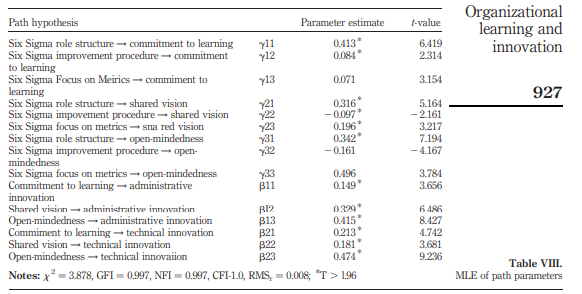 Path hypothesis Parameter estimate t-value
Six Sigma role structure → commitment to learning γ11 0.413* 6.419
Six Sigma improvement procedure → commitment γ12 0.084* 2.314
to learning
Six Sigma Focus on Meirics → commiment to γ13 0.071 3.154
learning
Six Sigma role structure → shared vision γ21 0.316* 5.164
Six Sigma impovement procedure → shared vision γ22 −0.097* −2.161
Six Sigma focus on metrics → sna red vision γ23 0.196* 3.217
Six Sigma role structure → open-mindedness γ31 0.342* 7.194
Six Sigma improvement procedure → open- γ32 −0.161 −4.167
mindedness
Six Sigma focus on metrics → open-mindedness γ33 0.496 3.784
Commitment to learning → administrative β11 0.149* 3.656
innovation
Shared vision → administrative innovation β12 0.329* 6.486
Open-mindedness → administrative innovation β13 0.415* 8.427
Commiment to learning → technical innovation β21 0.213* 4.742
Shared vision → technical innovation β22 0.181* 3.681
Open-mindedness → technical innovaiion β23 0.474* 9.236
Notes: χ² = 3.878, GFI = 0.997, NFI = 0.997, CFI-1.0, RMSr = 0.008; *T > 1.96
Organizational
learning and
innovation
927
Table VIII.
MLE of path parameters